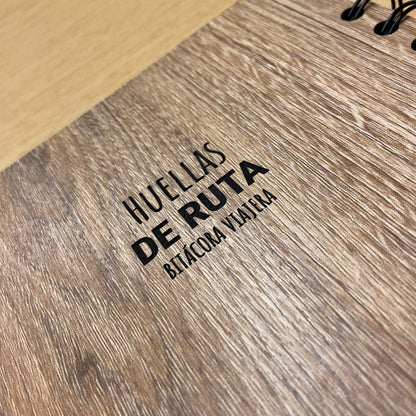 HUELLAS
DE RUTA
BITÁCORA VIAJERA